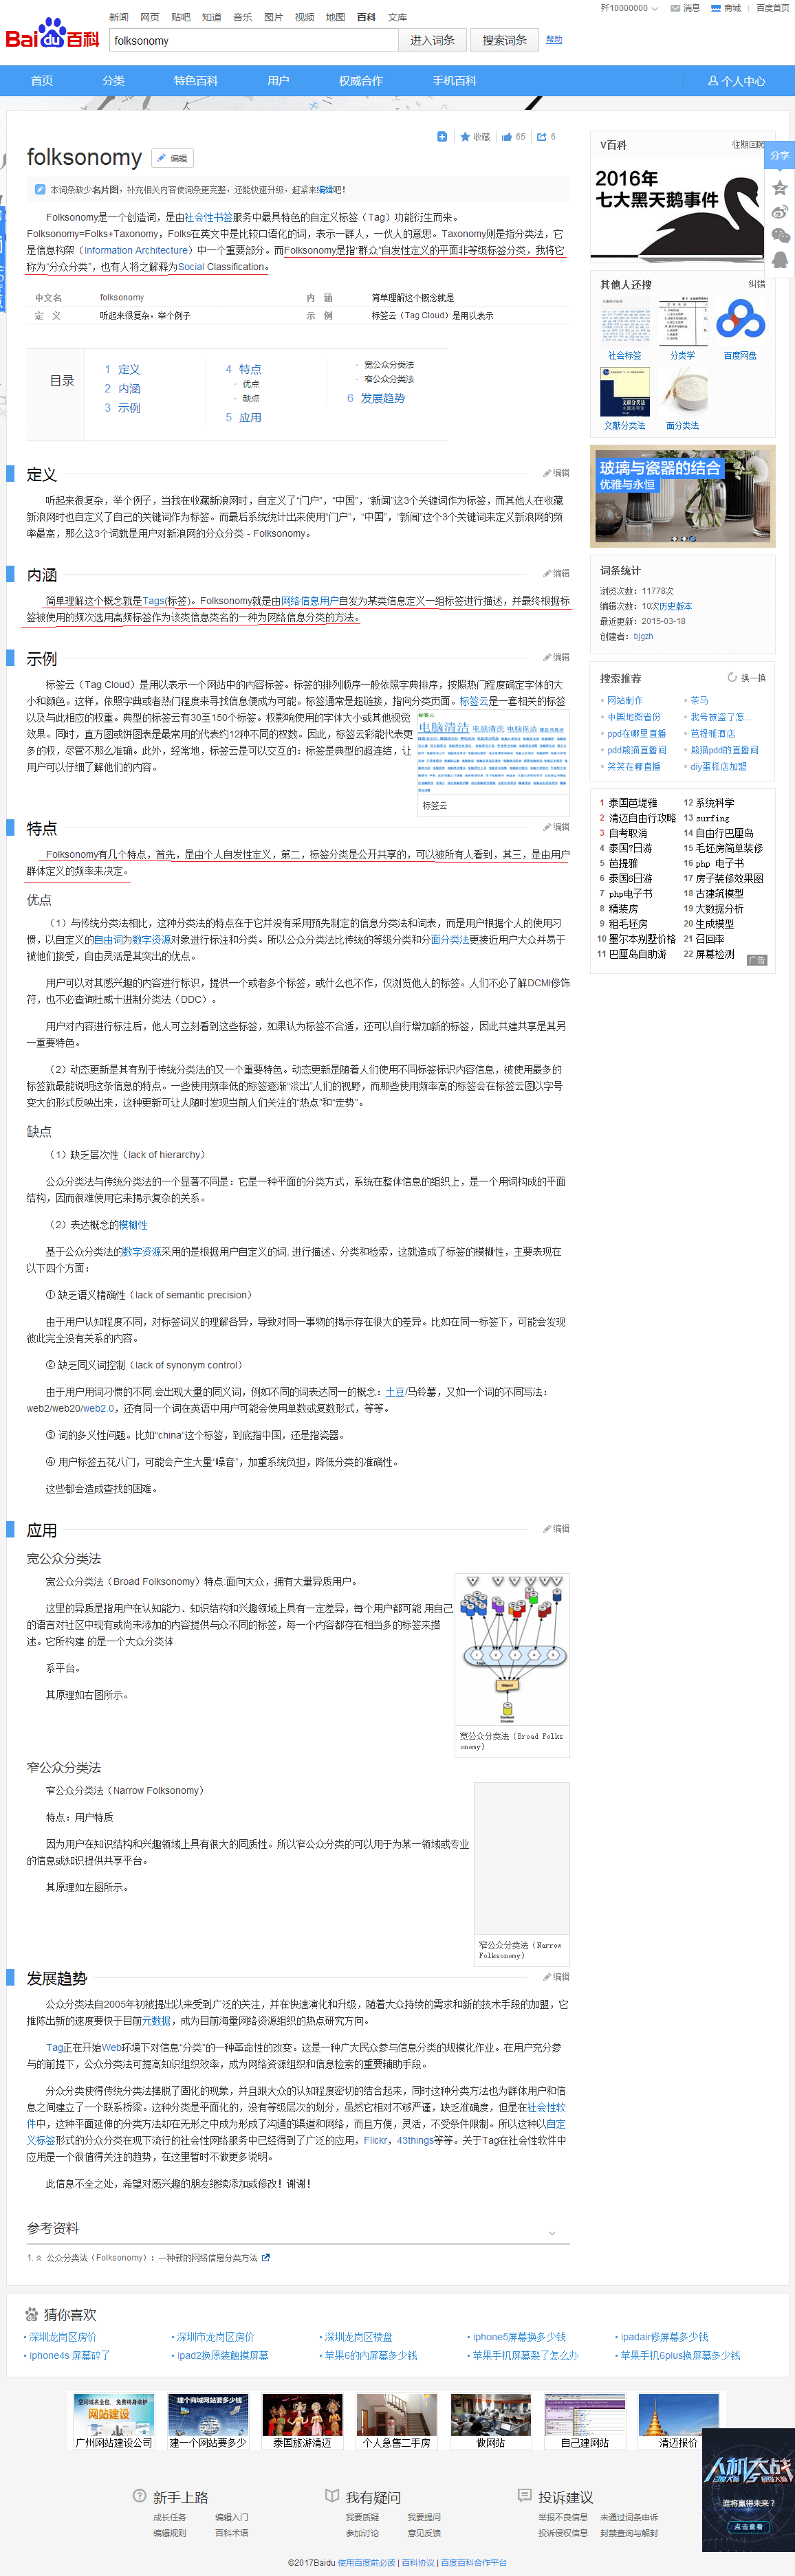 歼10000000 消息 商城 百度首页
新闻 网页 贴吧 知道 音乐 图片 视频 地图 百科 文库
Bai du 百科
folksonomy 进入词条 搜索词条 帮助
首页 分类 特色百科 用户 权威合作 手机百科 个人中心
收藏 65 6
folksonomy 编辑
本词条缺少名片图，补充相关内容使词条更完整，还能快速升级，赶紧来编辑吧！
Folksonomy是一个创造词，是由社会性书签服务中最具特色的自定义标签（Tag）功能衍生而来。
Folksonomy=Folks+Taxonomy，Folks在英文中是比较口语化的词，表示一群人，一伙人的意思。Taxonomy则是指分类法，它
是信息构架（Information Architecture）中一个重要部分。而Folksonomy是指“群众”自发性定义的平面非等级标签分类，我将它
称为“分众分类”，也有人将之解释为Social Classification。
中文名 folksonomy 内 涵 简单理解这个概念就是
定 义 听起来很复杂，举个例子 示 例 标签云（Tag Cloud）是用以表示
目录
1 定义
2 内涵
3 示例
4 特点
优点
缺点
5 应用
宽公众分类法
窄公众分类法
6 发展趋势
定义 编辑
听起来很复杂，举个例子，当我在收藏新浪网时，自定义了“门户”，“中国”，“新闻”这3个关键词作为标签，而其他人在收藏
新浪网时也自定义了自己的关键词作为标签。而最后系统统计出来使用“门户”，“中国”，“新闻”这个3个关键词来定义新浪网的频
率最高，那么这3个词就是用户对新浪网的分众分类 - Folksonomy。
内涵 编辑
简单理解这个概念就是Tags(标签)。Folksonomy就是由网络信息用户自发为某类信息定义一组标签进行描述，并最终根据标
签被使用的频次选用高频标签作为该类信息类名的一种为网络信息分类的方法。
示例 编辑
标签云（Tag Cloud）是用以表示一个网站中的内容标签。标签的排列顺序一般依照字典排序，按照热门程度确定字体的大
小和颜色。这样，依照字典或者热门程度来寻找信息便成为可能。标签通常是超链接，指向分类页面。标签云是一套相关的标签
以及与此相应的权重。典型的标签云有30至150个标签。权重影响使用的字体大小或其他视觉
效果。同时，直方图或饼图表是最常用的代表约12种不同的权数。因此，标签云彩能代表更
多的权，尽管不那么准确。此外，经常地，标签云是可以交互的：标签是典型的超连结，让
用户可以仔细了解他们的内容。
标签云
电脑清洁 电脑清洗 电脑保洁
标签云
特点 编辑
Folksonomy有几个特点，首先，是由个人自发性定义，第二，标签分类是公开共享的，可以被所有人看到，其三，是由用户
群体定义的频率来决定。
优点
（1）与传统分类法相比，这种分类法的特点在于它并没有采用预先制定的信息分类法和词表，而是用户根据个人的使用习
惯，以自定义的自由词为数字资源对象进行标注和分类。所以公众分类法比传统的等级分类和分面分类法更接近用户大众并易于
被他们接受，自由灵活是其突出的优点。
用户可以对其感兴趣的内容进行标识，提供一个或者多个标签，或什么也不作，仅浏览他人的标签。人们不必了解DCMI修饰
符，也不必查询杜威十进制分类法（DDC）。
用户对内容进行标注后，他人可立刻看到这些标签，如果认为标签不合适，还可以自行增加新的标签，因此共建共享是其另
一重要特色。
（2）动态更新是其有别于传统分类法的又一个重要特色。动态更新是随着人们使用不同标签标识内容信息，被使用最多的
标签就最能说明这条信息的特点。一些使用频率低的标签逐渐“淡出”人们的视野，而那些使用频率高的标签会在标签云图以字号
变大的形式反映出来，这种更新可让人随时发现当前人们关注的“热点”和“走势”。
缺点
（1）缺乏层次性（lack of hierarchy）
公众分类法与传统分类法的一个显著不同是：它是一种平面的分类方式，系统在整体信息的组织上，是一个用词构成的平面
结构，因而很难使用它来揭示复杂的关系。
（2）表达概念的模糊性
基于公众分类法的数字资源采用的是根据用户自定义的词, 进行描述、分类和检索，这就造成了标签的模糊性，主要表现在
以下四个方面：
① 缺乏语义精确性（lack of semantic precision）
由于用户认知程度不同，对标签词义的理解各异，导致对同一事物的揭示存在很大的差异。比如在同一标签下，可能会发现
彼此完全没有关系的内容。
② 缺乏同义词控制（lack of synonym control）
由于用户用词习惯的不同,会出现大量的同义词，例如不同的词表达同一的概念：土豆/马铃薯，又如一个词的不同写法：
web2/web20/web2.0，还有同一个词在英语中用户可能会使用单数或复数形式，等等。
③ 词的多义性问题。比如“china”这个标签，到底指中国，还是指瓷器。
④ 用户标签五花八门，可能会产生大量“噪音”，加重系统负担，降低分类的准确性。
这些都会造成查找的困难。
应用 编辑
宽公众分类法
宽公众分类法（Broad Folksonomy）特点:面向大众，拥有大量异质用户。
这里的异质是指用户在认知能力、知识结构和兴趣领域上具有一定差异，每个用户都可能 用自己
的语言对社区中现有或尚未添加的内容提供与众不同的标签，每一个内容都存在相当多的标签来描
述。它所构建 的是一个大众分类体
系平台。
其原理如右图所示。
Object
Content Creator
宽公众分类法（Broad Folks
onomy）
窄公众分类法
窄公众分类法（Narrow Folksonomy）
特点：用户特质
因为用户在知识结构和兴趣领域上具有很大的同质性。所以窄公众分类的可以用于为某一领域或专业
的信息或知识提供共享平台。
其原理如左图所示。
窄公众分类法（Narrow
Folksonomy）
发展趋势 编辑
公众分类法自2005年初被提出以来受到广泛的关注，并在快速演化和升级，随着大众持续的需求和新的技术手段的加盟，它
推陈出新的速度要快于目前元数据，成为目前海量网络资源组织的热点研究方向。
Tag正在开始Web环境下对信息“分类”的一种革命性的改变。这是一种广大民众参与信息分类的规模化作业。在用户充分参
与的前提下，公众分类法可提高知识组织效率，成为网络资源组织和信息检索的重要辅助手段。
分众分类使得传统分类法摆脱了固化的现象，并且跟大众的认知程度密切的结合起来，同时这种分类方法也为群体用户和信
息之间建立了一个联系桥梁。这种分类是平面化的，没有等级层次的划分，虽然它相对不够严谨，缺乏准确度，但是在社会性软
件中，这种平面延伸的分类方法却在无形之中成为形成了沟通的渠道和网络，而且方便，灵活，不受条件限制。所以这种以自定
义标签形式的分众分类在现下流行的社会性网络服务中已经得到了广泛的应用，Flickr，43things等等。关于Tag在社会性软件中
应用是一个很值得关注的趋势，在这里暂时不做更多说明。
此信息不全之处，希望对感兴趣的朋友继续添加或修改！谢谢！
参考资料
1. 公众分类法（Folksonomy）：一种新的网络信息分类方法
V百科 往期回顾
2016年
七大黑天鹅事件
分享
其他人还搜 纠错
社会标签 分类学 百度网盘
文献分类法 面分类法
玻璃与瓷器的结合
优雅与永恒
词条统计
浏览次数：11778次
编辑次数：10次历史版本
最近更新：2015-03-18
创建者：bjgzh
搜索推荐 换一换
网站制作 茶马
中国地图省份 我号被盗了怎...
ppd在哪里直播 芭提雅酒店
pdd熊猫直播间 熊猫pdd的直播间
笑笑在哪直播 diy蛋糕店加盟
1 泰国芭提雅 12 系统科学
2 清迈自由行攻略 13 surfing
3 自考取消 14 自由行巴厘岛
4 泰国7日游 15 毛坯房简单装修
5 芭提雅 16 php 电子书
6 泰国6日游 17 房子装修效果图
7 php电子书 18 古建筑模型
8 精装房 19 大数据分析
9 租毛坯房 20 生成模型
10 墨尔本别墅价格 21 召回率
11 巴厘岛自助游 22 屏幕检测
广告
猜你喜欢
深圳龙岗区房价 深圳市龙岗区房价 深圳龙岗区楼盘 iphone5屏幕换多少钱 ipadair修屏幕多少钱
iphone4s 屏幕碎了 ipad2换原装触摸屏幕 苹果6的内屏幕多少钱 苹果手机屏幕裂了怎么办 苹果手机6plus换屏幕多少钱
空间域名全包 免费终身维护
网站建设
建个商城网站要多少钱
广州网站建设公司 建一个网站要多少 泰国旅游清迈 个人急售二手房 做网站 自己建网站 清迈报价
人机大战
谁将赢得未来？
点击查看
新手上路 我有疑问 投诉建议
成长任务 编辑入门 我要质疑 我要提问 举报不良信息 未通过词条申诉
编辑规则 百科术语 参加讨论 意见反馈 投诉侵权信息 封禁查询与解封
©2017Baidu 使用百度前必读 | 百科协议 | 百度百科合作平台